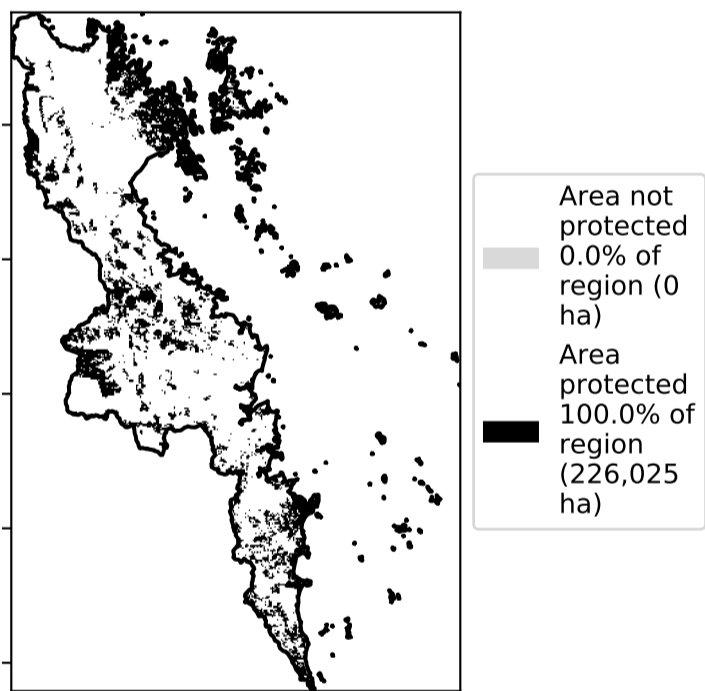 Area not
protected
0.0% of
region (0
ha)
Area
protected
100.0% of
region
(226,025
ha)